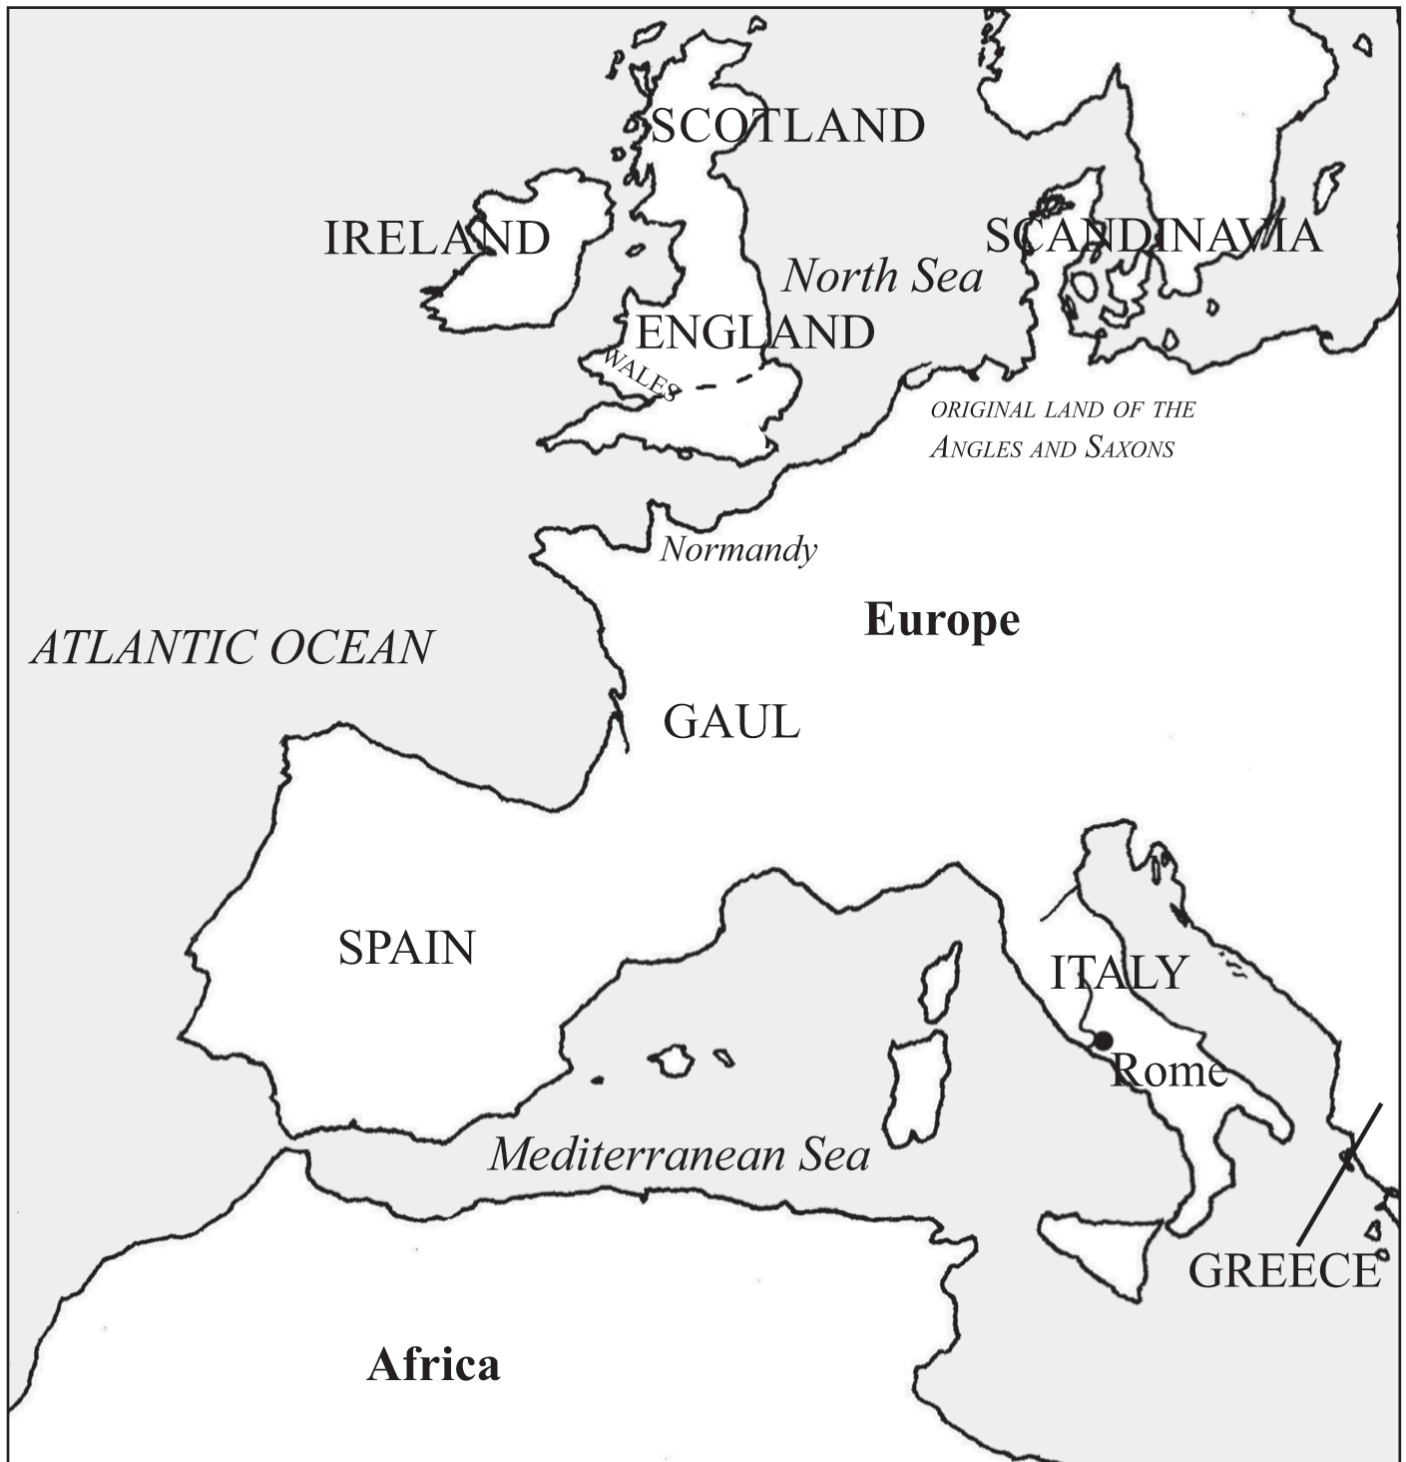 SCOTLAND
IRELAND
SCANDINAVIA
North Sea
ENGLAND
WALES
ORIGINAL LAND OF THE
ANGLES AND SAXONS
Normandy
Europe
ATLANTIC OCEAN
GAUL
SPAIN
ITALY
Rome
Mediterranean Sea
GREECE
Africa